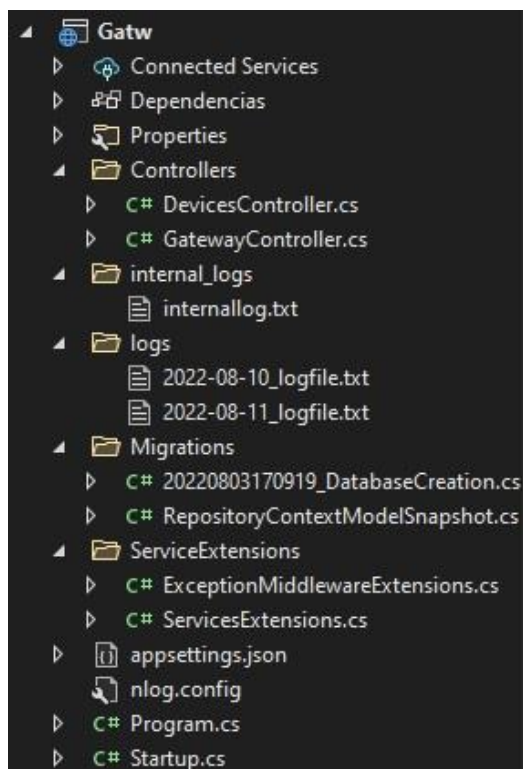 Gatw
Connected Services
Dependencias
Properties
Controllers
C# DevicesController.cs
C# GatewayController.cs
internal_logs
internallog.txt
logs
2022-08-10_logfile.txt
2022-08-11_logfile.txt
Migrations
C# 20220803170919_DatabaseCreation.cs
C# RepositoryContextModelSnapshot.cs
ServiceExtensions
C# ExceptionMiddlewareExtensions.cs
C# ServicesExtensions.cs
appsettings.json
nlog.config
C# Program.cs
C# Startup.cs